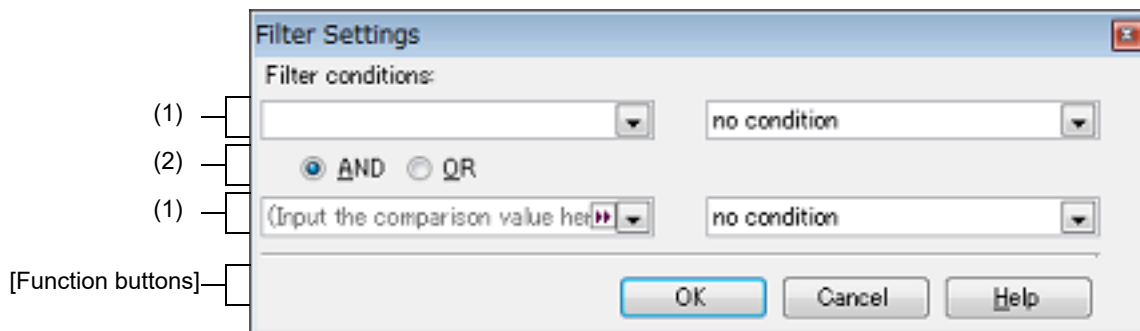 Filter Settings
Filter conditions:
(1) no condition
(2) AND OR
(1) (Input the comparison value her no condition
[Function buttons] OK Cancel Help